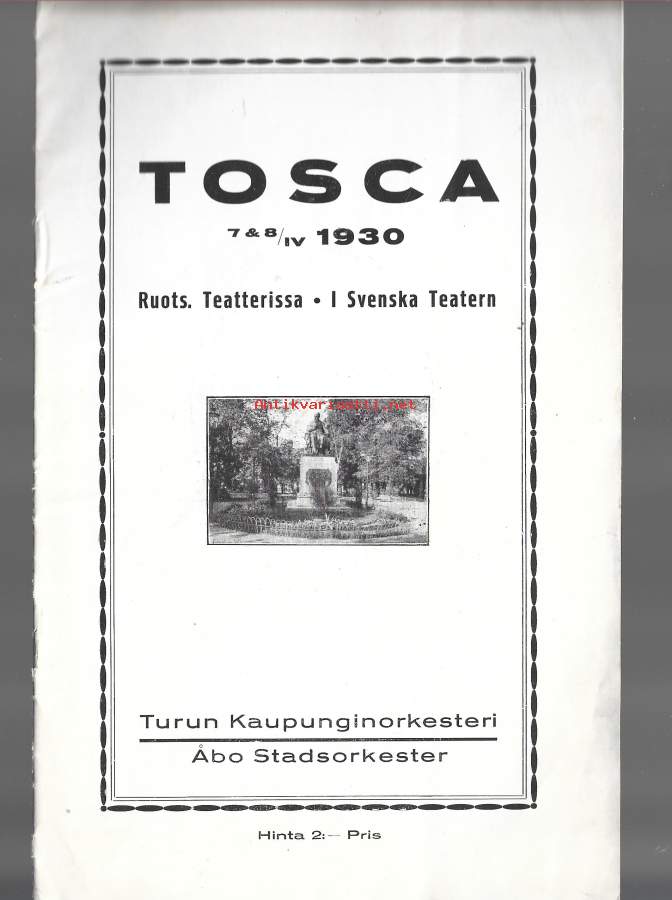 TOSCA
7 & 8/IV 1930
Ruots. Teatterissa • I Svenska Teatern
Antikvariaatti.net
Turun Kaupunginorkesteri
Åbo Stadsorkester
Hinta 2:— Pris